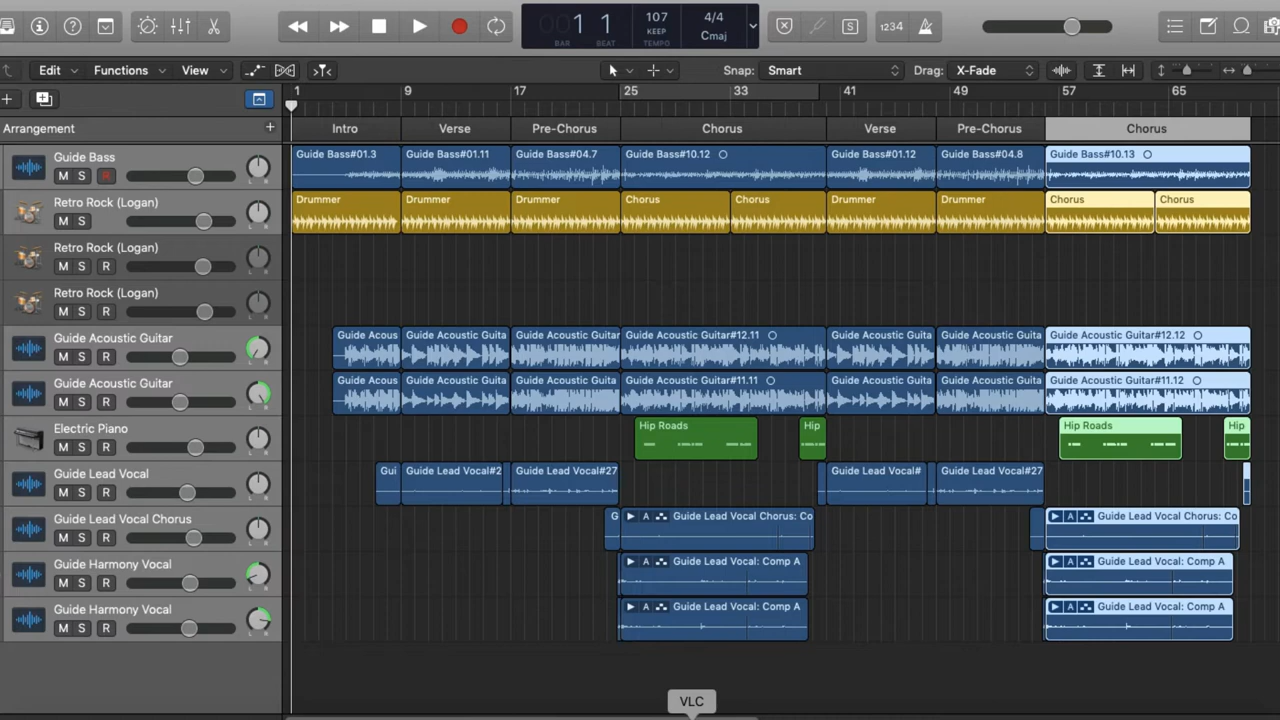 1 1
BAR BEAT
107
KEEP
TEMPO
4/4
Cmaj
S
1234
Edit
Functions
View
Snap: Smart
Drag: X-Fade
1 9 17 25 33 41 49 57 65
Arrangement
Intro
Verse
Pre-Chorus
Chorus
Verse
Pre-Chorus
Chorus
Guide Bass
M S R
Guide Bass#01.3
Guide Bass#01.11
Guide Bass#04.7
Guide Bass#10.12
Guide Bass#01.12
Guide Bass#04.8
Guide Bass#10.13
Retro Rock (Logan)
M S
Drummer
Drummer
Drummer
Chorus
Chorus
Drummer
Drummer
Chorus
Chorus
Retro Rock (Logan)
M S R
Retro Rock (Logan)
M S R
Guide Acoustic Guitar
M S R
Guide Acous
Guide Acoustic Guita
Guide Acoustic Guitar
Guide Acoustic Guitar#12.11
Guide Acoustic Guita
Guide Acoustic Guitar
Guide Acoustic Guitar#12.12
Guide Acoustic Guitar
M S R
Guide Acous
Guide Acoustic Guita
Guide Acoustic Guitar
Guide Acoustic Guitar#11.11
Guide Acoustic Guita
Guide Acoustic Guitar
Guide Acoustic Guitar#11.12
Electric Piano
M S R
Hip Roads
Hip
Hip Roads
Hip
Guide Lead Vocal
M S R
Gui
Guide Lead Vocal#2
Guide Lead Vocal#27
Guide Lead Vocal#
Guide Lead Vocal#27
Guide Lead Vocal Chorus
M S R
G
A Guide Lead Vocal Chorus: Co
A Guide Lead Vocal Chorus: Co
Guide Harmony Vocal
M S R
A Guide Lead Vocal: Comp A
A Guide Lead Vocal: Comp A
Guide Harmony Vocal
M S R
A Guide Lead Vocal: Comp A
A Guide Lead Vocal: Comp A
VLC